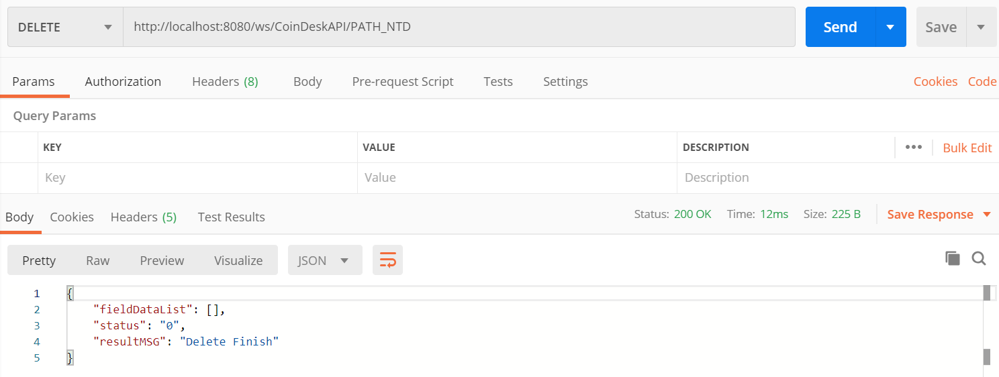 DELETE http://localhost:8080/ws/CoinDeskAPI/PATH_NTD Send Save
Params Authorization Headers (8) Body Pre-request Script Tests Settings Cookies Code
Query Params
KEY VALUE DESCRIPTION ••• Bulk Edit
Key Value Description
Body Cookies Headers (5) Test Results Status: 200 OK Time: 12ms Size: 225 B Save Response
Pretty Raw Preview Visualize JSON
1 {
2 "fieldDataList": [],
3 "status": "0",
4 "resultMSG": "Delete Finish"
5 }